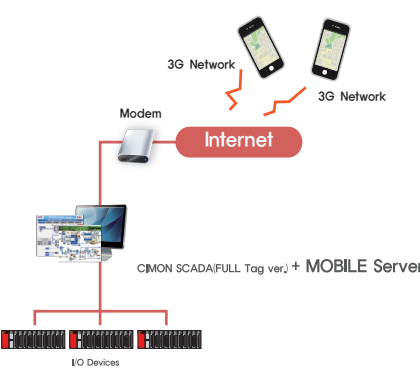 3G Network
3G Network
Modem
Internet
CIMON SCADA(FULL Tag ver.) + MOBILE Server
I/O Devices